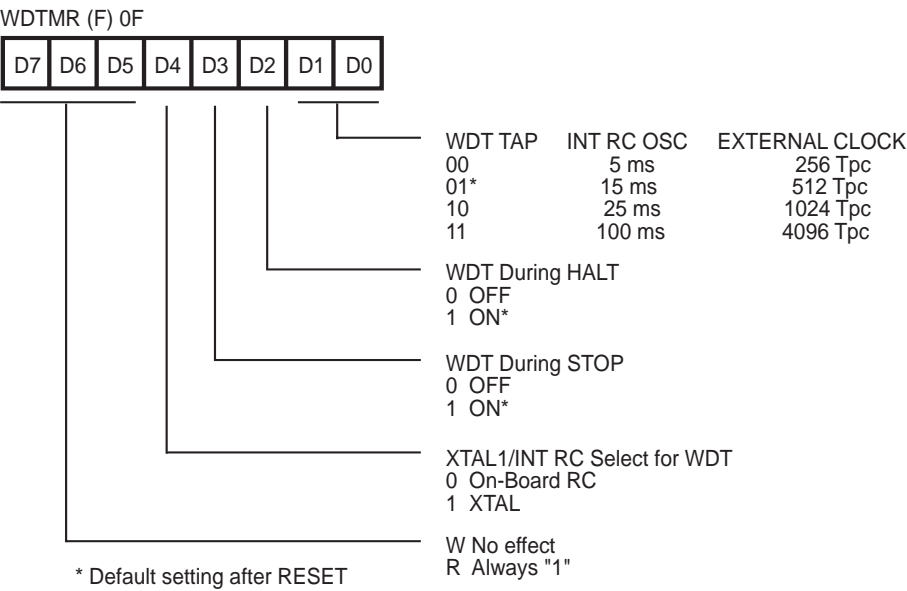 WDTMR (F) 0F
D7 D6 D5 D4 D3 D2 D1 D0
WDT TAP INT RC OSC EXTERNAL CLOCK
00 5 ms 256 Tpc
01* 15 ms 512 Tpc
10 25 ms 1024 Tpc
11 100 ms 4096 Tpc
WDT During HALT
0 OFF
1 ON*
WDT During STOP
0 OFF
1 ON*
XTAL1/INT RC Select for WDT
0 On-Board RC
1 XTAL
W No effect
R Always "1"
* Default setting after RESET